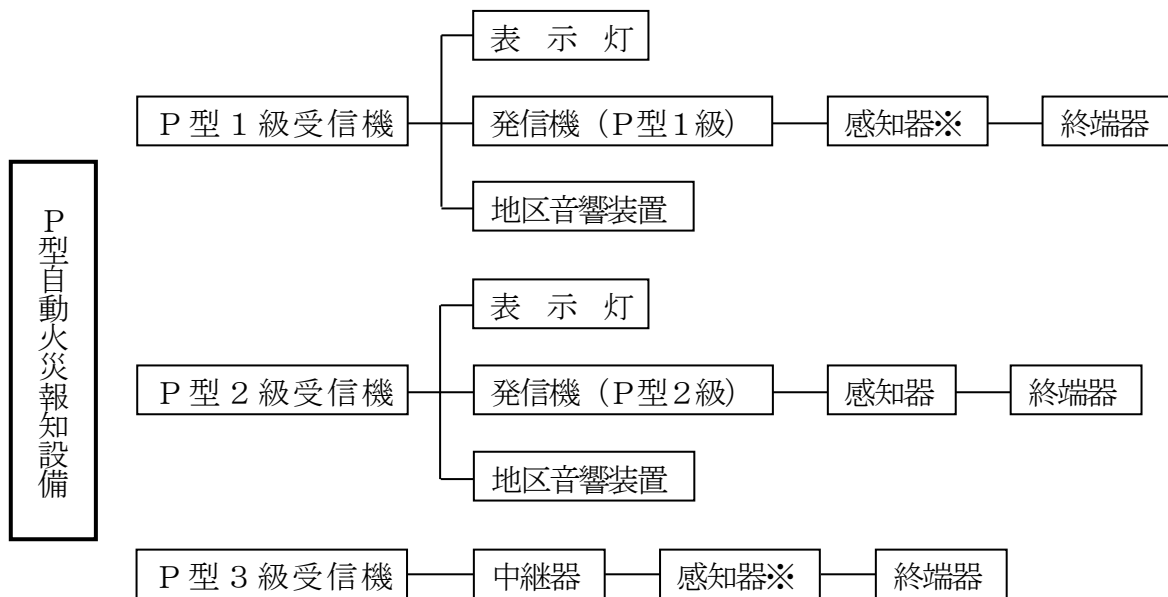 P型自動火災報知設備
P型1級受信機
表示灯
発信機（P型1級）
地区音響装置
感知器※
終端器
P型2級受信機
表示灯
発信機（P型2級）
地区音響装置
感知器
終端器
P型3級受信機
中継器
感知器※
終端器